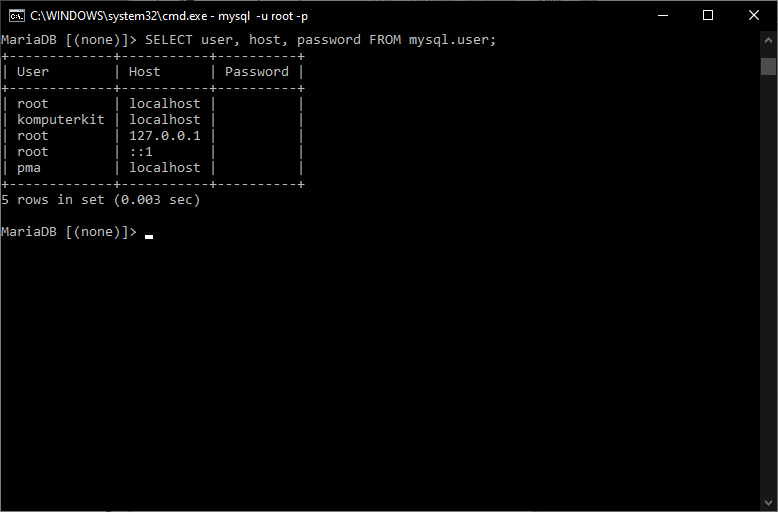 C:\WINDOWS\system32\cmd.exe - mysql  -u root -p
MariaDB [(none)]> SELECT user, host, password FROM mysql.user;
+-------------+-----------+----------+
| User        | Host      | Password |
+-------------+-----------+----------+
| root        | localhost |          |
| komputerkit | localhost |          |
| root        | 127.0.0.1 |          |
| root        | ::1       |          |
| pma         | localhost |          |
+-------------+-----------+----------+
5 rows in set (0.003 sec)
MariaDB [(none)]>